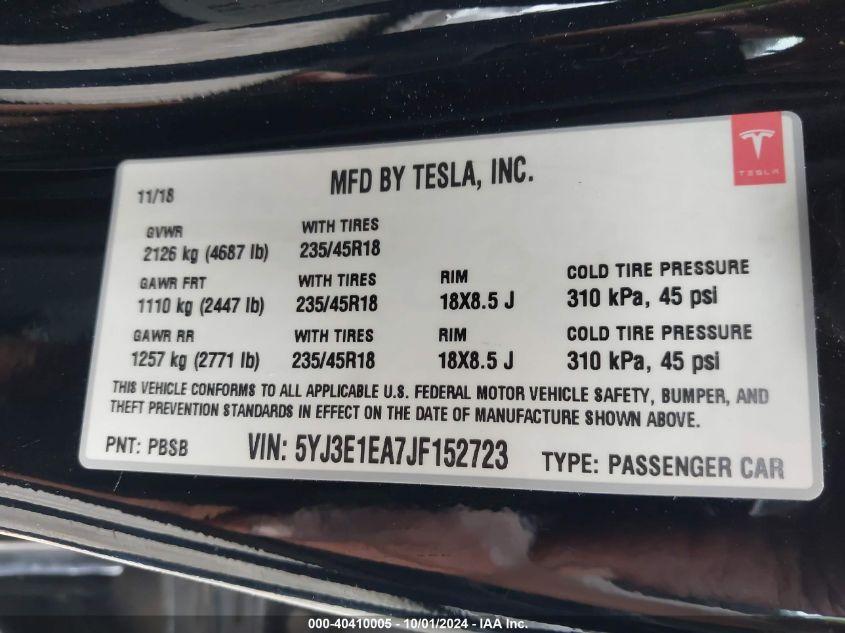 MFD BY TESLA, INC.
TESLA
11/18
GVWR WITH TIRES
2126 kg (4687 lb) 235/45R18
GAWR FRT WITH TIRES RIM COLD TIRE PRESSURE
1110 kg (2447 lb) 235/45R18 18X8.5 J 310 kPa, 45 psi
GAWR RR WITH TIRES RIM COLD TIRE PRESSURE
1257 kg (2771 lb) 235/45R18 18X8.5 J 310 kPa, 45 psi
THIS VEHICLE CONFORMS TO ALL APPLICABLE U.S. FEDERAL MOTOR VEHICLE SAFETY, BUMPER, AND
THEFT PREVENTION STANDARDS IN EFFECT ON THE DATE OF MANUFACTURE SHOWN ABOVE.
PNT: PBSB VIN: 5YJ3E1EA7JF152723 TYPE: PASSENGER CAR
000-40410005 - 10/01/2024 - IAA Inc.